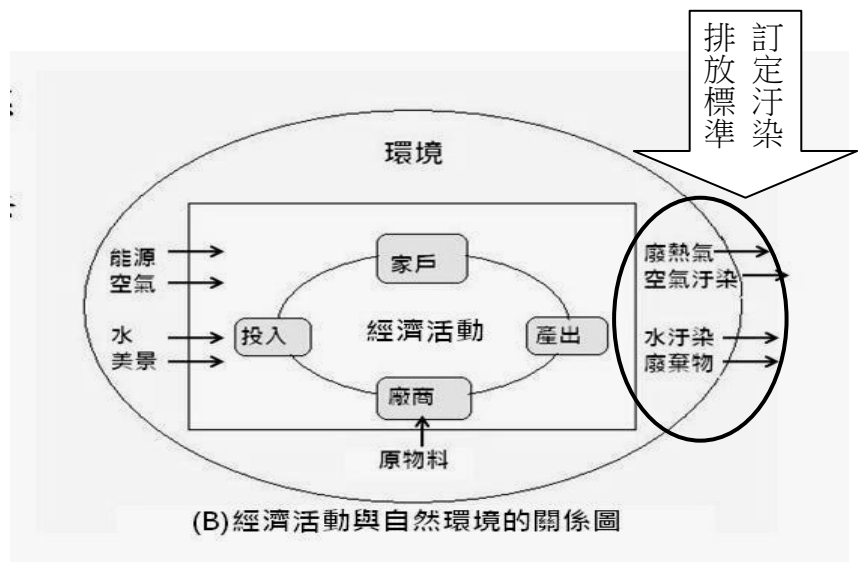 訂定汙染
排放標準
環境
能源
空氣
水
美景
家戶
投入
經濟活動
產出
廠商
原物料
廢熱氣
空氣汙染
水汙染
廢棄物
(B)經濟活動與自然環境的關係圖